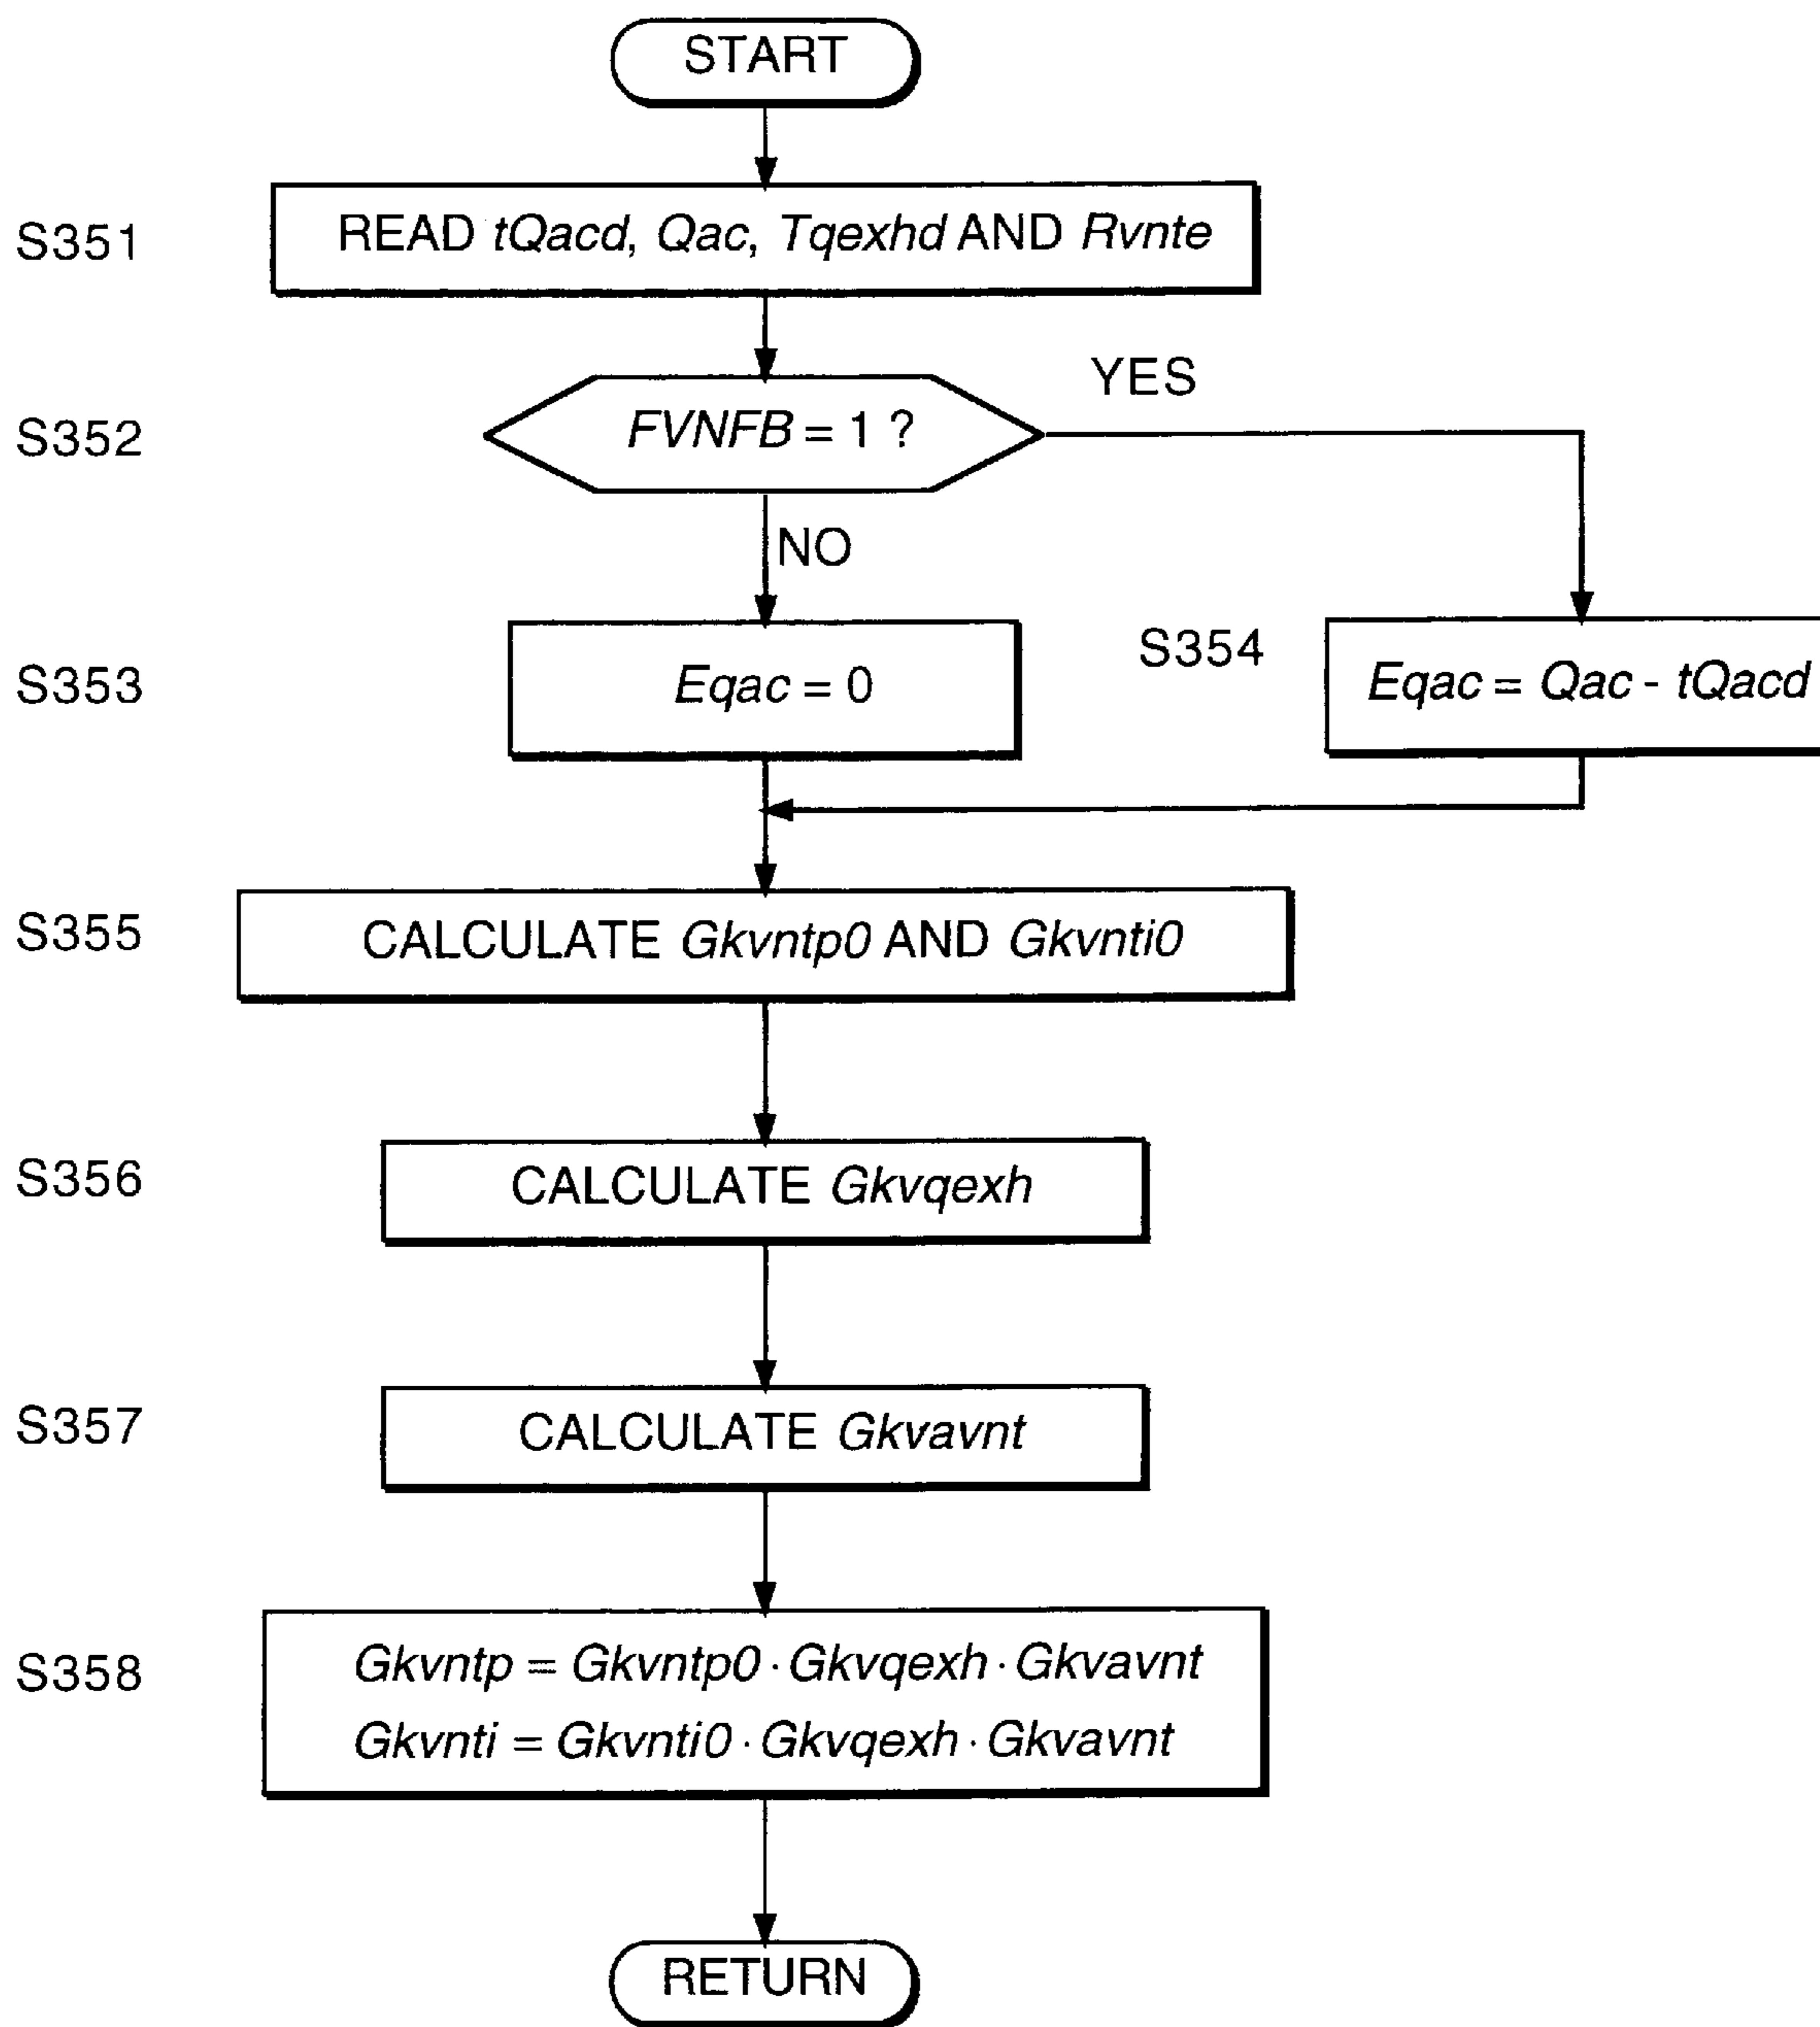 START
S351
READ tQacd, Qac, Tqexhd AND Rvnte
S352
FVNFB = 1 ?
YES
NO
S353
Eqac = 0
S354
Eqac = Qac - tQacd
S355
CALCULATE Gkvntp0 AND Gkvnti0
S356
CALCULATE Gkvqexh
S357
CALCULATE Gkvavnt
S358
Gkvntp = Gkvntp0 · Gkvqexh · Gkvavnt
Gkvnti = Gkvnti0 · Gkvqexh · Gkvavnt
RETURN